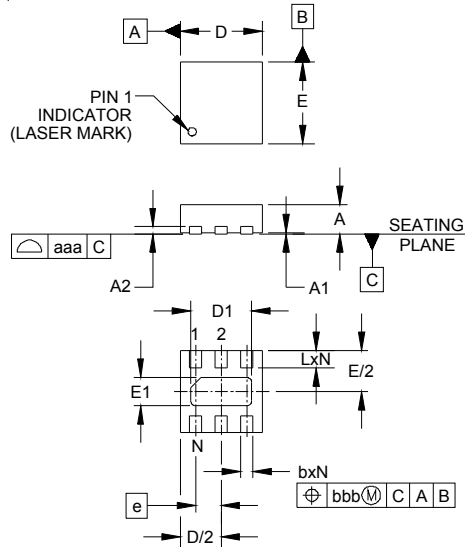 A
D
B
PIN 1
INDICATOR
(LASER MARK)
E
A
SEATING
PLANE
aaa C
C
A2
A1
D1
1 2
LxN
E/2
E1
N
bxN
bbb Ⓜ C A B
e
D/2